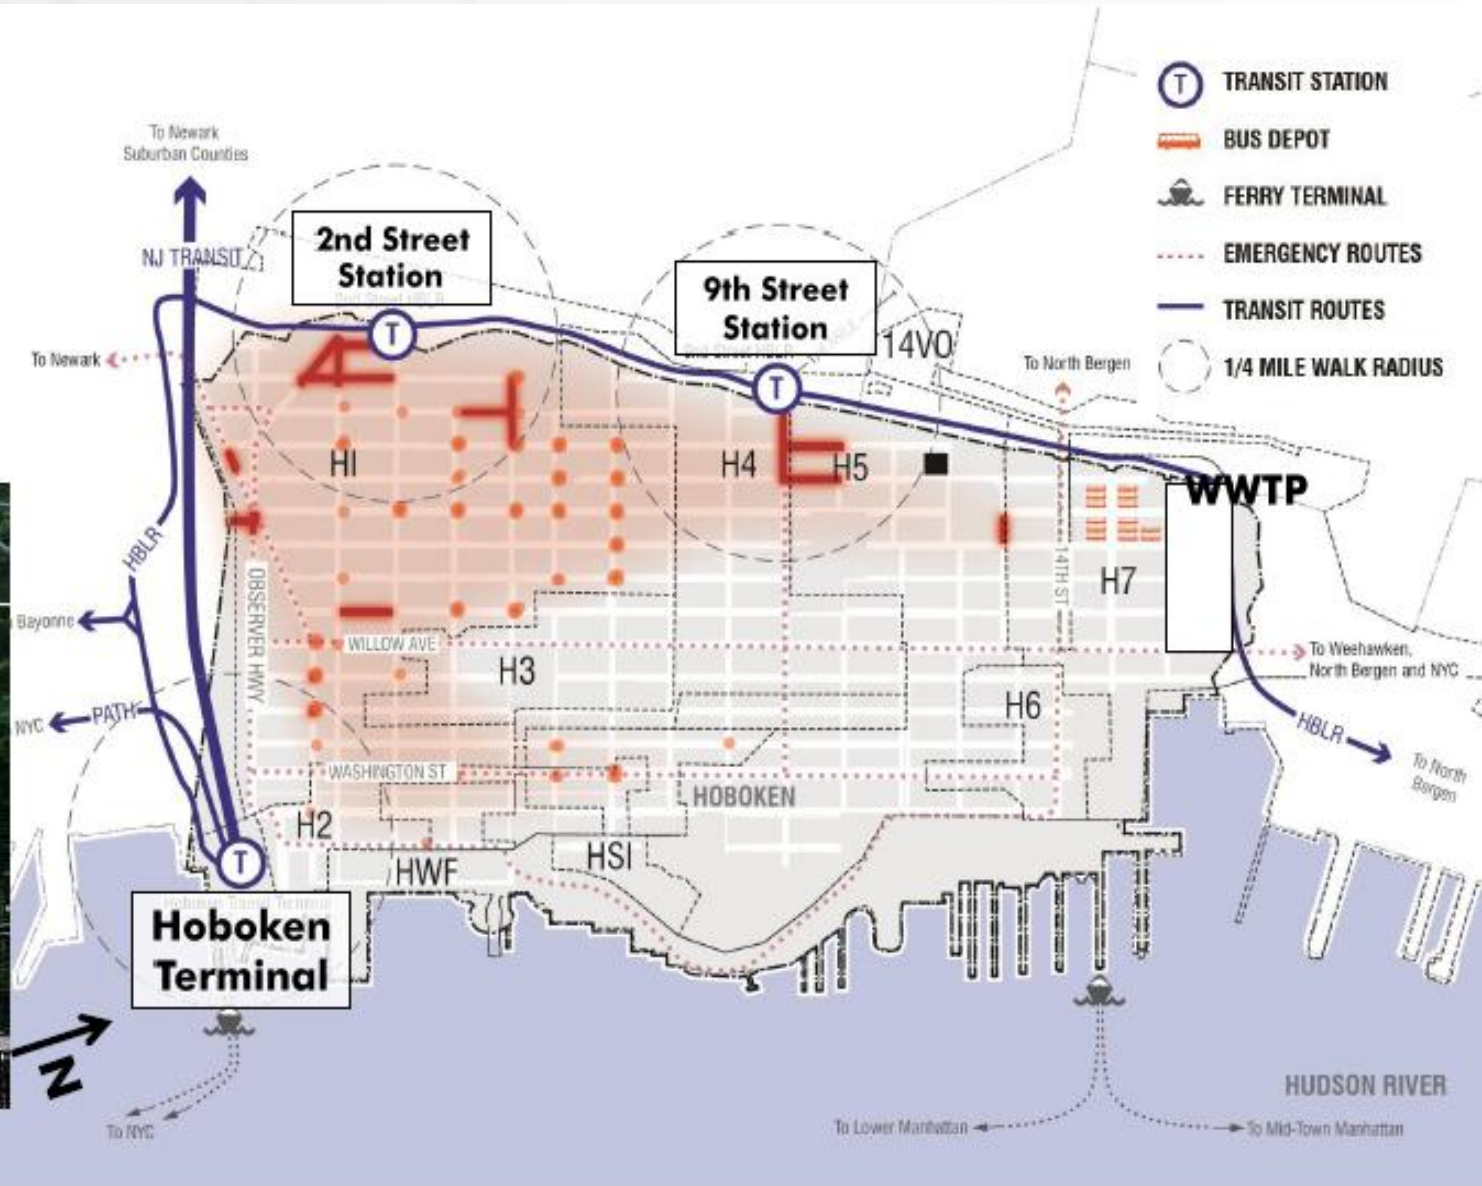 TRANSIT STATION
BUS DEPOT
FERRY TERMINAL
EMERGENCY ROUTES
TRANSIT ROUTES
1/4 MILE WALK RADIUS
T
To Newark
Suburban Counties
NJ TRANSIT
2nd Street
Station
T
9th Street
Station
T
14VO
To Newark
To North Bergen
H1
H4
H5
WWTP
HBLR
OBSERVER HWY
14TH ST
H7
Bayonne
WILLOW AVE
To Weehawken,
North Bergen and NYC
H3
H6
NYC
PATH
HBLR
To North
Bergen
WASHINGTON ST
HOBOKEN
H2
HWF
HSI
T
Hoboken
Terminal
N
To NYC
HUDSON RIVER
To Lower Manhattan
To Mid-Town Manhattan